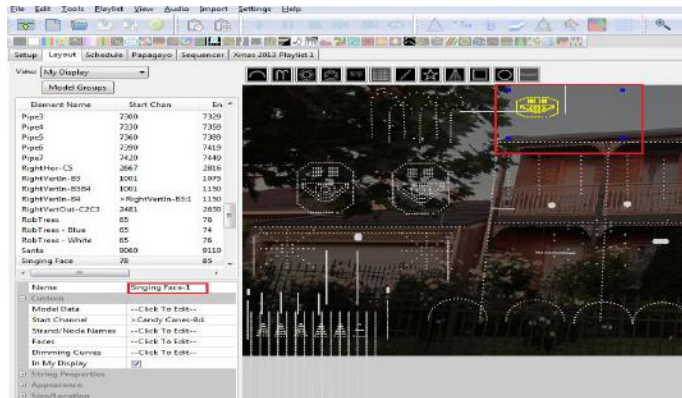 File Edit Tools Playlist View Audio Import Settings Help
Setup Layout Schedule Papagayo Sequencer Xmas 2013 Playlist 1
View: My Display
Model Groups
Element Name Start Chan En
Pipe3 7300 7329
Pipe4 7330 7359
Pipe5 7360 7389
Pipe6 7390 7419
Pipe7 7420 7449
RightHor-C5 2667 2816
RightVertIn-B3 1001 1075
RightVertIn-B3B4 1001 1150
RightVertIn-B4 >RightVertIn-B3:1 1150
RightVertOut-C2C3 2481 2650
RobTrees 65 78
RobTrees - Blue 65 74
RobTrees - White 65 76
Santa 9060 9119
Singing Face 78 85
Name Singing Face-1
Custom
Model Data --Click To Edit--
Start Channel >Candy Canes-Bd
Strand/Node Names --Click To Edit--
Faces --Click To Edit--
Dimming Curves --Click To Edit--
In My Display
String Properties
Appearance
Size/Location